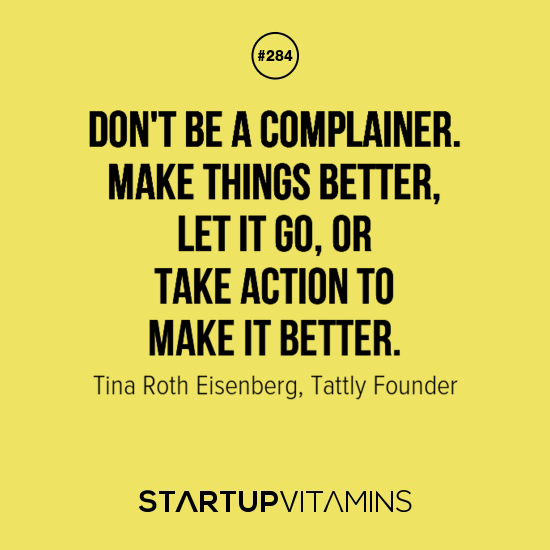 #284
DON'T BE A COMPLAINER.
MAKE THINGS BETTER,
LET IT GO, OR
TAKE ACTION TO
MAKE IT BETTER.
Tina Roth Eisenberg, Tattly Founder
STARTUPVITAMINS